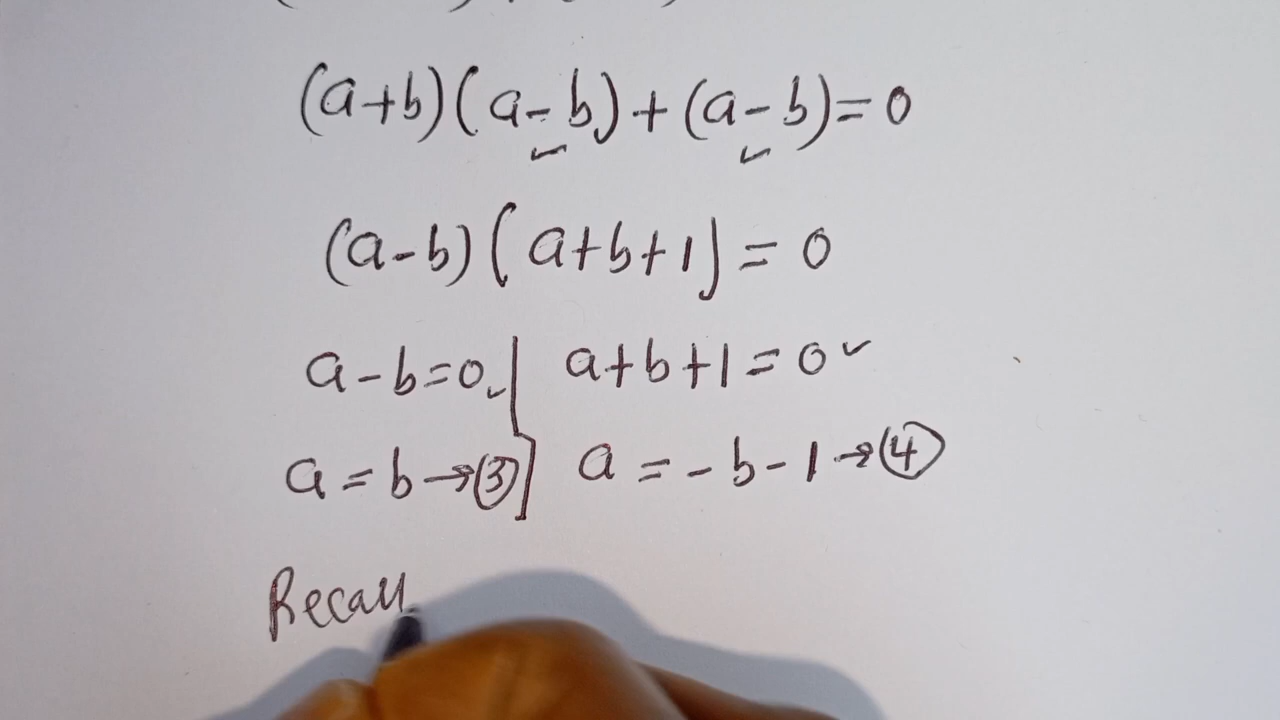 (a+b)(a-b)+(a-b)=0
(a-b)(a+b+1)=0
a-b=0 | a+b+1=0
a=b→③ a=-b-1→④
Recall